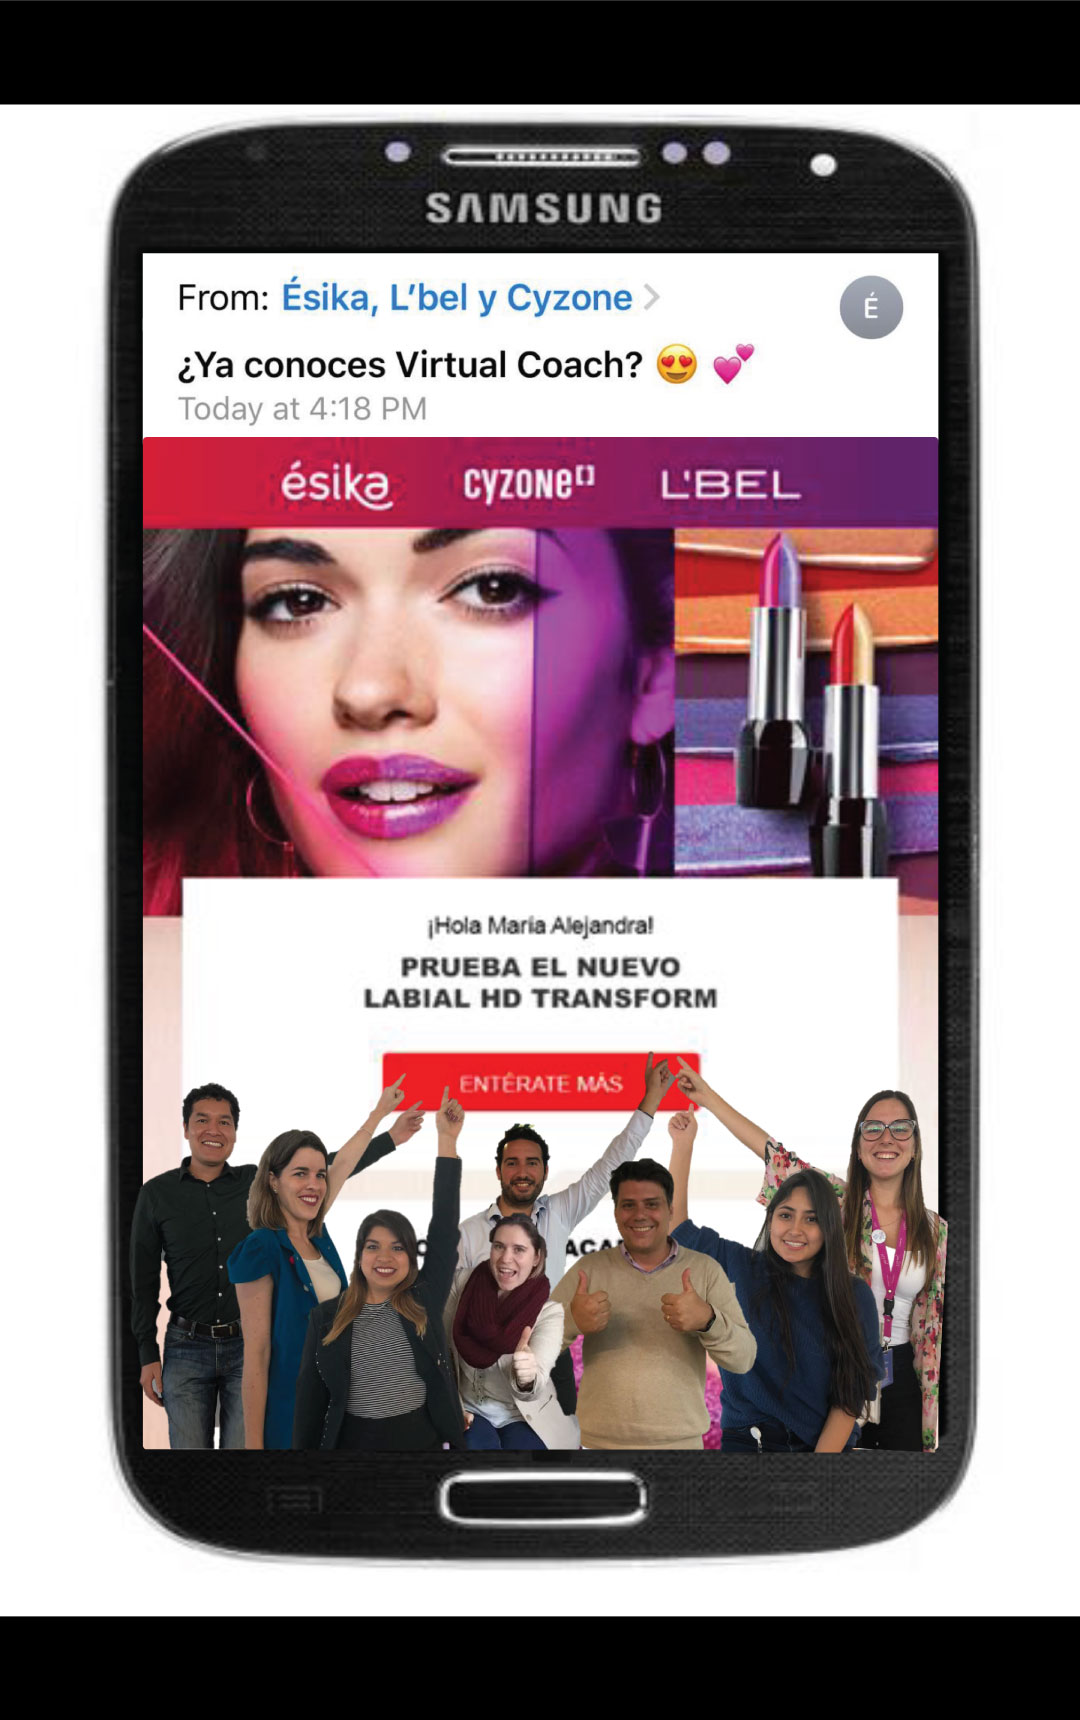 SAMSUNG
From: Ésika, L'bel y Cyzone
É
¿Ya conoces Virtual Coach? 😍 💕
Today at 4:18 PM
ésika cyzone L'BEL
¡Hola María Alejandra!
PRUEBA EL NUEVO
LABIAL HD TRANSFORM
ENTÉRATE MÁS